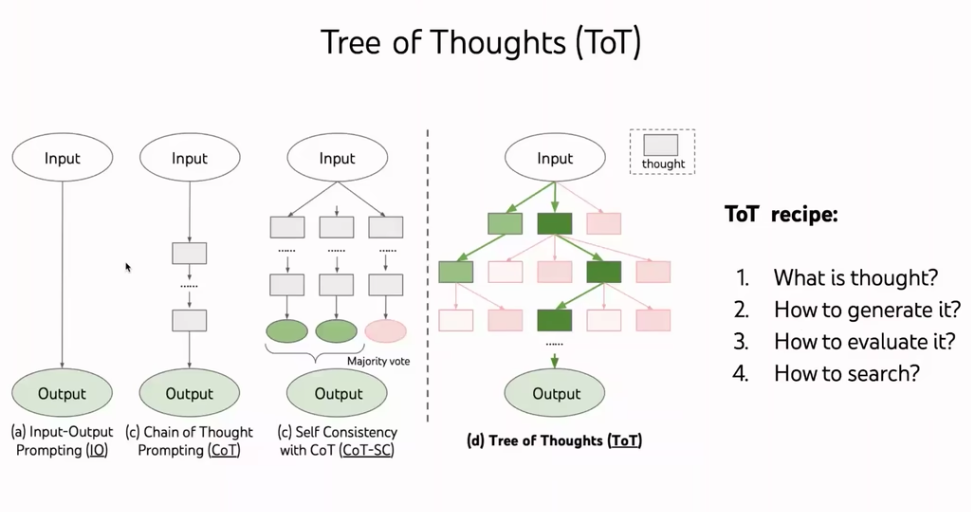 Tree of Thoughts (ToT)
Input
Output
(a) Input-Output
Prompting (IO)
Input
......
Output
(c) Chain of Thought
Prompting (CoT)
Input
...... ...... ......
Majority vote
Output
(c) Self Consistency
with CoT (CoT-SC)
Input
......
Output
(d) Tree of Thoughts (ToT)
thought
ToT recipe:
1. What is thought?
2. How to generate it?
3. How to evaluate it?
4. How to search?